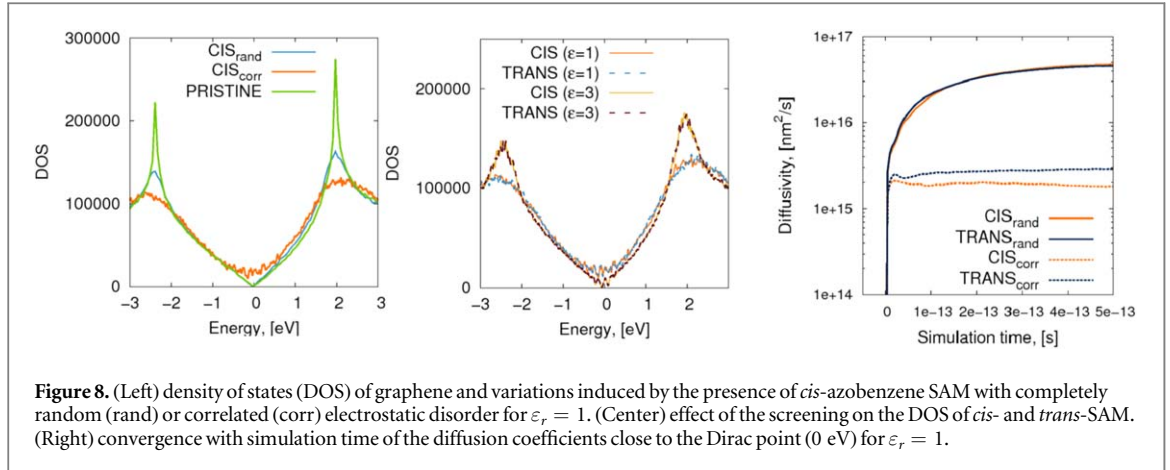 300000
200000
100000
0
DOS
CIS_rand
CIS_corr
PRISTINE
−3 −2 −1 0 1 2 3
Energy, [eV]
200000
100000
0
DOS
CIS (ε=1)
TRANS (ε=1)
CIS (ε=3)
TRANS (ε=3)
−3 −2 −1 0 1 2 3
Energy, [eV]
1e+17
1e+16
1e+15
1e+14
Diffusivity, [nm²/s]
CIS_rand
TRANS_rand
CIS_corr
TRANS_corr
0 1e−13 2e−13 3e−13 4e−13 5e−13
Simulation time, [s]
Figure 8. (Left) density of states (DOS) of graphene and variations induced by the presence of cis-azobenzene SAM with completely
random (rand) or correlated (corr) electrostatic disorder for ε_r = 1. (Center) effect of the screening on the DOS of cis- and trans-SAM.
(Right) convergence with simulation time of the diffusion coefficients close to the Dirac point (0 eV) for ε_r = 1.